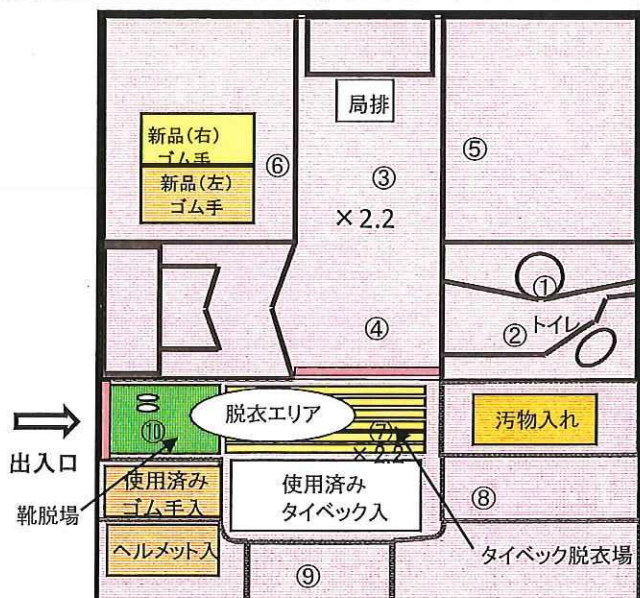 局排
新品(右)
ゴム手
新品(左)
ゴム手
⑥
③
⑤
×2.2
①
④
②
トイレ
出入口
⑩
脱衣エリア
⑦
×2.2
汚物入れ
靴脱場
使用済み
ゴム手入
使用済み
タイベック入
⑧
ヘルメット入
⑨
タイベック脱衣場